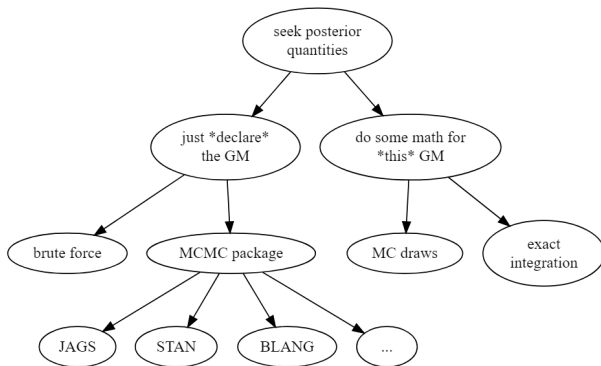 seek posterior
quantities
just *declare*
the GM
do some math for
*this* GM
brute force
MCMC package
MC draws
exact
integration
JAGS
STAN
BLANG
...